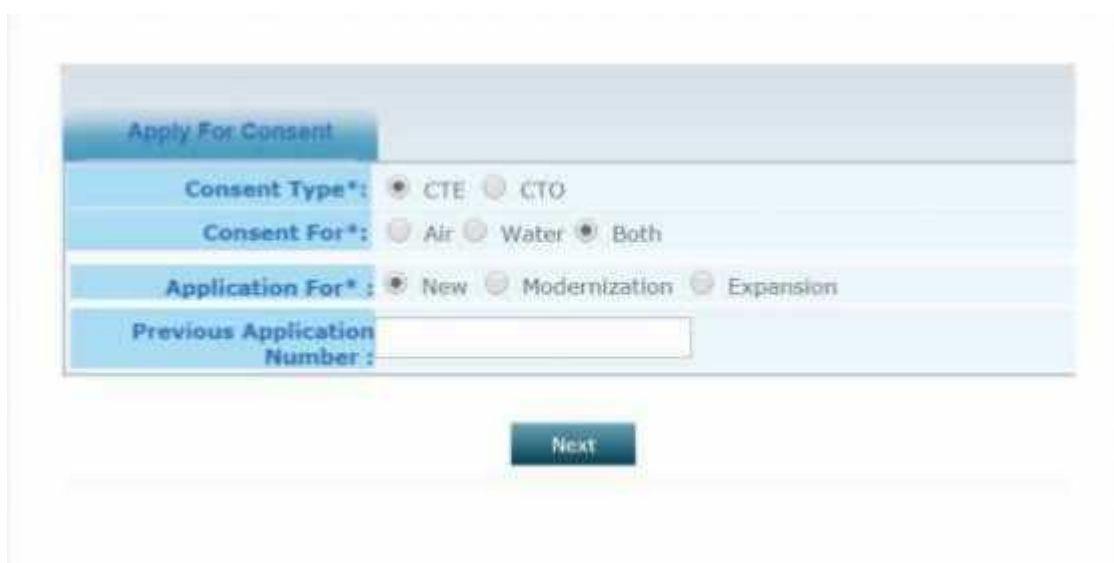 Apply For Consent
Consent Type*: CTE CTO
Consent For*: Air Water Both
Application For* : New Modernization Expansion
Previous Application
Number :
Next